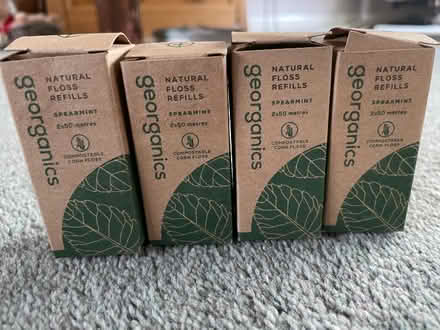 georganics
NATURAL
FLOSS
REFILLS
SPEARMINT
2x50 metres
COMPOSTABLE
CORN FLOSS
georganics
NATURAL
FLOSS
REFILLS
SPEARMINT
2x50 metres
COMPOSTABLE
CORN FLOSS
georganics
NATURAL
FLOSS
REFILLS
SPEARMINT
2x50 metres
COMPOSTABLE
CORN FLOSS
georganics
NATURAL
FLOSS
REFILLS
SPEARMINT
2x50 metres
COMPOSTABLE
CORN FLOSS